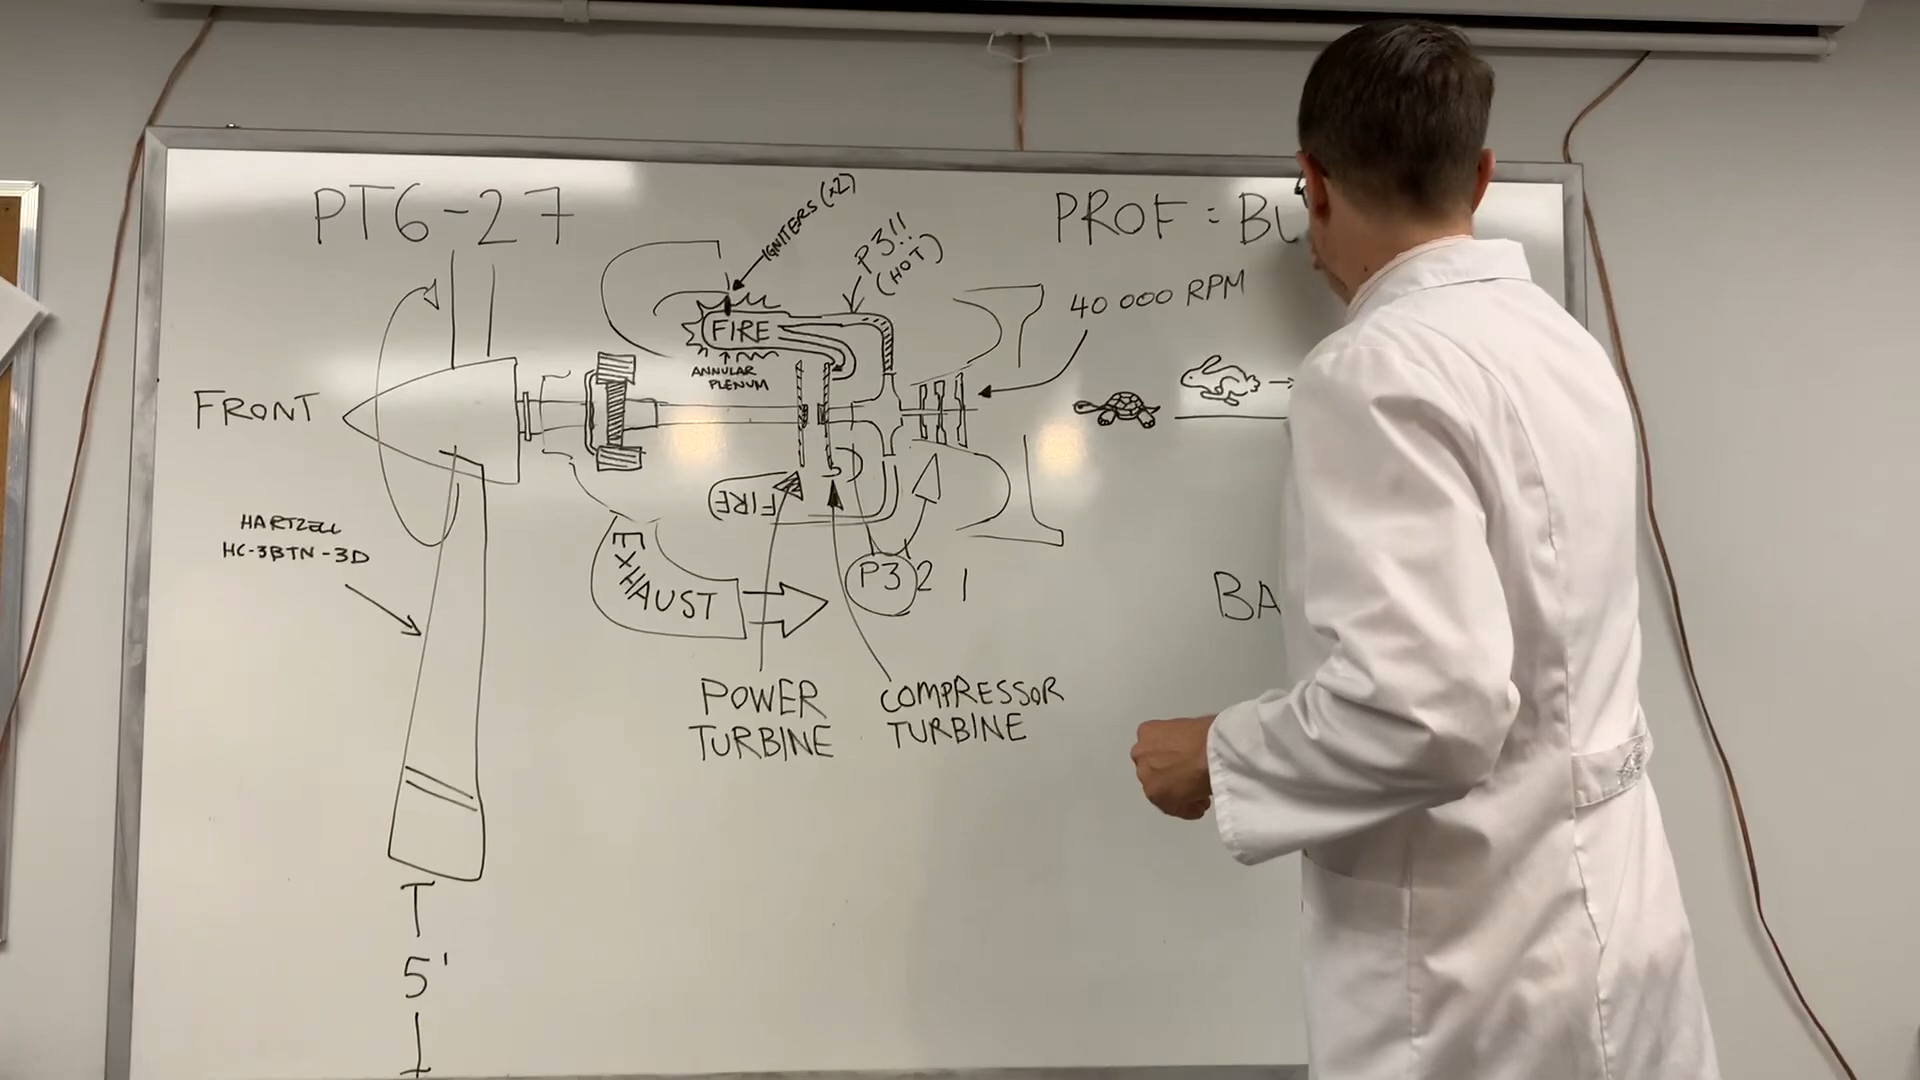 PT6-27
IGNITERS (x2)
P3!!
(HOT)
PROF : BU
40 000 RPM
FIRE
ANNULAR
PLENUM
FRONT
FIRE
HARTZELL
HC-3BTN-3D
EXHAUST
P3 2 1
BA
POWER
TURBINE
COMPRESSOR
TURBINE
5'